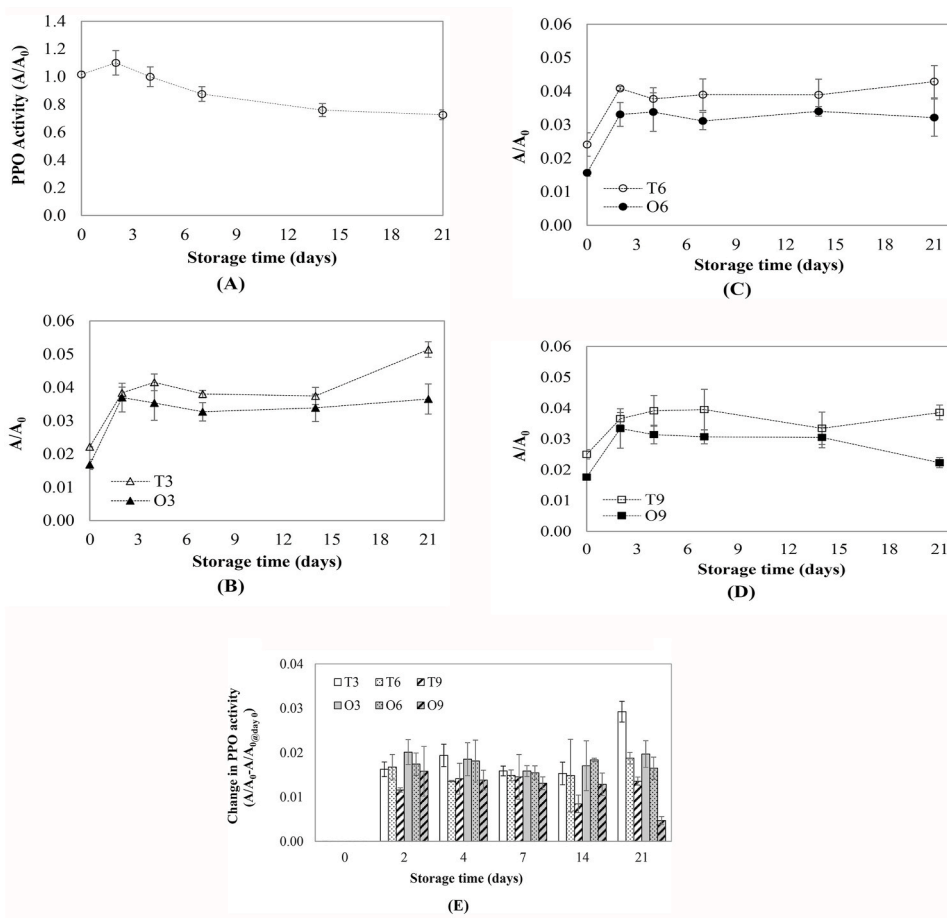 PPO Activity (A/A0)
1.4
1.2
1.0
0.8
0.6
0.4
0.2
0.0
0 3 6 9 12 15 18 21
Storage time (days)
(A)
A/A0
0.06
0.05
0.04
0.03
0.02
0.01
0.00
T3
O3
0 3 6 9 12 15 18 21
Storage time (days)
(B)
A/A0
0.04
0.06
0.05
0.04
0.03
0.02
0.01
0.00
T6
O6
0 3 6 9 12 15 18 21
Storage time (days)
(C)
A/A0
0.06
0.05
0.04
0.03
0.02
0.01
0.00
T9
O9
0 3 6 9 12 15 18 21
Storage time (days)
(D)
Change in PPO activity
(A/A0-A/A0@day 0)
0.04
0.03
0.02
0.01
0.00
T3 T6 T9
O3 O6 O9
0 2 4 7 14 21
Storage time (days)
(E)